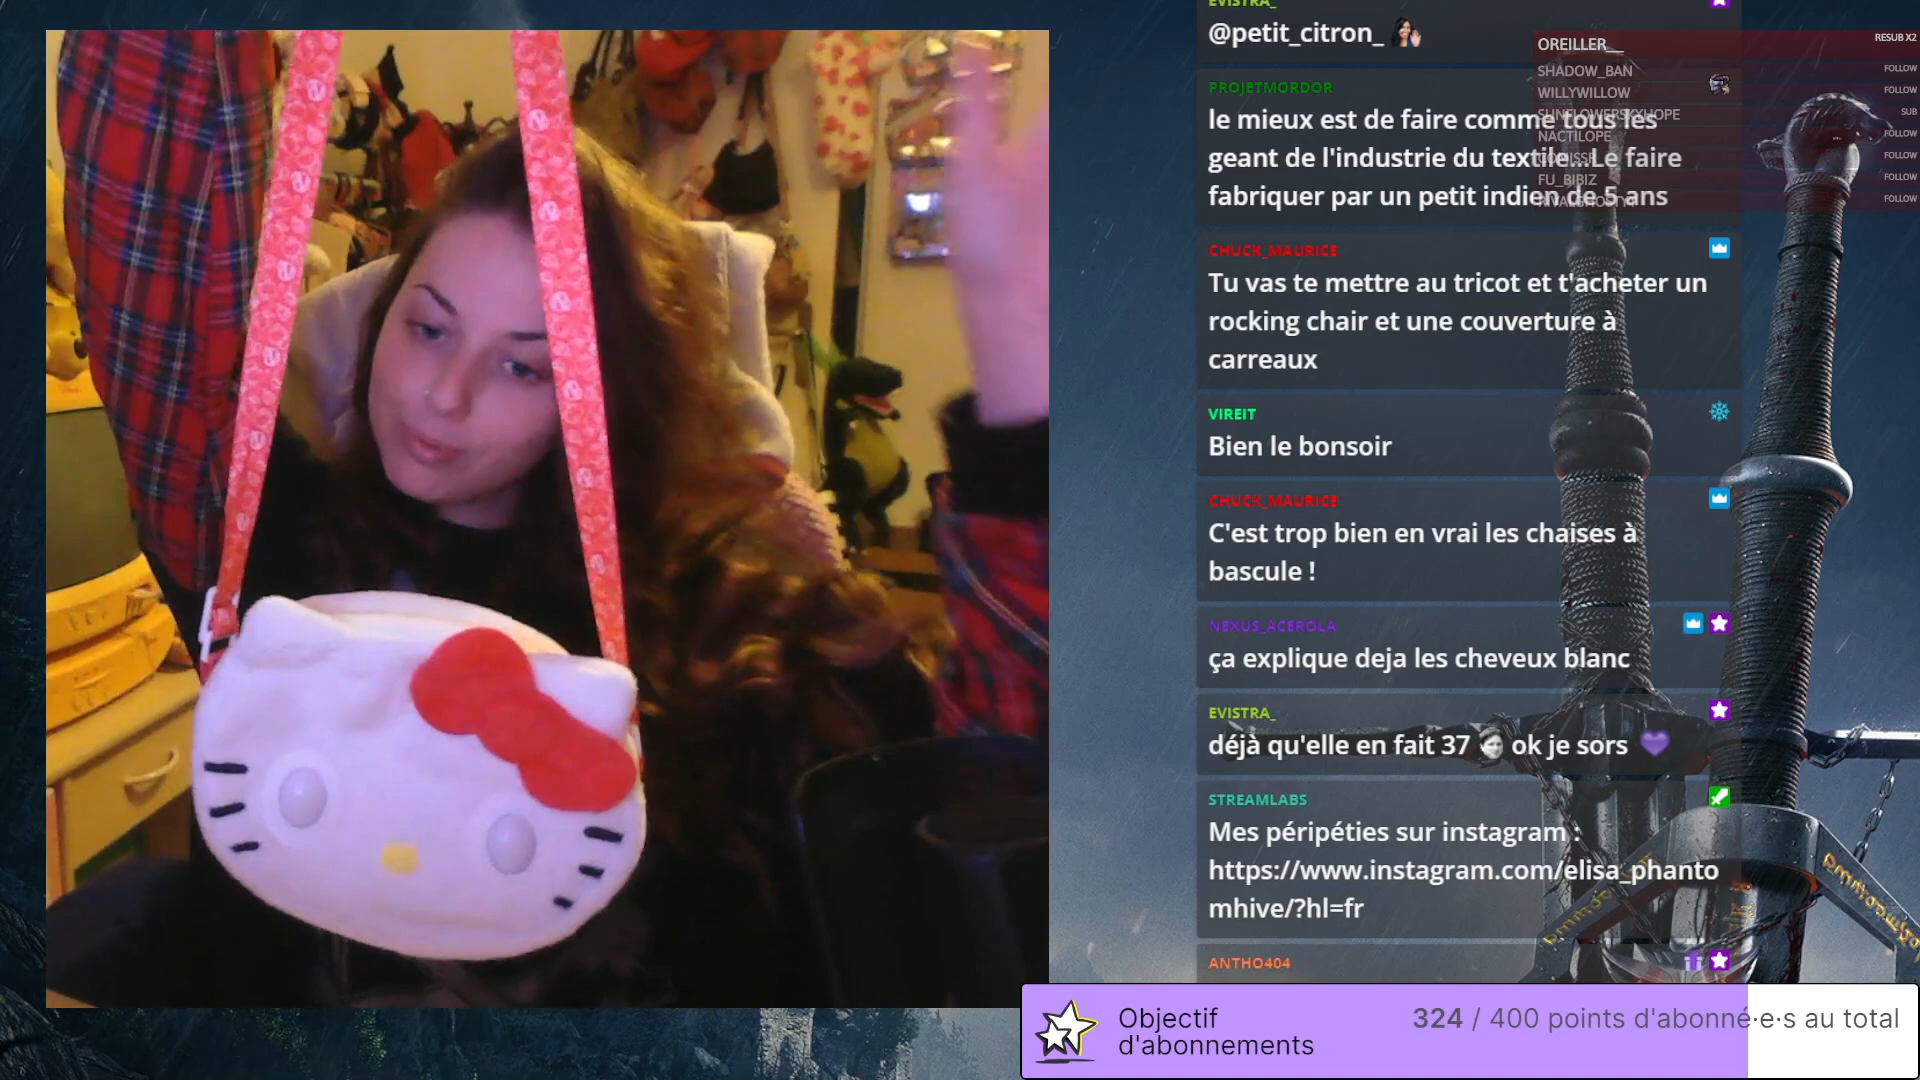 EVISTRA_
@petit_citron_
PROJETMORDOR
le mieux est de faire comme tous les
geant de l'industrie du textile...Le faire
fabriquer par un petit indien de 5 ans
CHUCK_MAURICE
Tu vas te mettre au tricot et t'acheter un
rocking chair et une couverture à
carreaux
VIREIT
Bien le bonsoir
CHUCK_MAURICE
C'est trop bien en vrai les chaises à
bascule !
NEXUS_ACEROLA
ça explique deja les cheveux blanc
EVISTRA_
déjà qu'elle en fait 37 ok je sors
STREAMLABS
Mes péripéties sur instagram :
https://www.instagram.com/elisa_phanto
mhive/?hl=fr
ANTHO404
OREILLER__ RESUB X2
SHADOW_BAN FOLLOW
WILLYWILLOW FOLLOW
SUB
NACTILOPE FOLLOW
FOLLOW
FU_BIBIZ FOLLOW
FOLLOW
Objectif
d'abonnements
324 / 400 points d'abonné·e·s au total